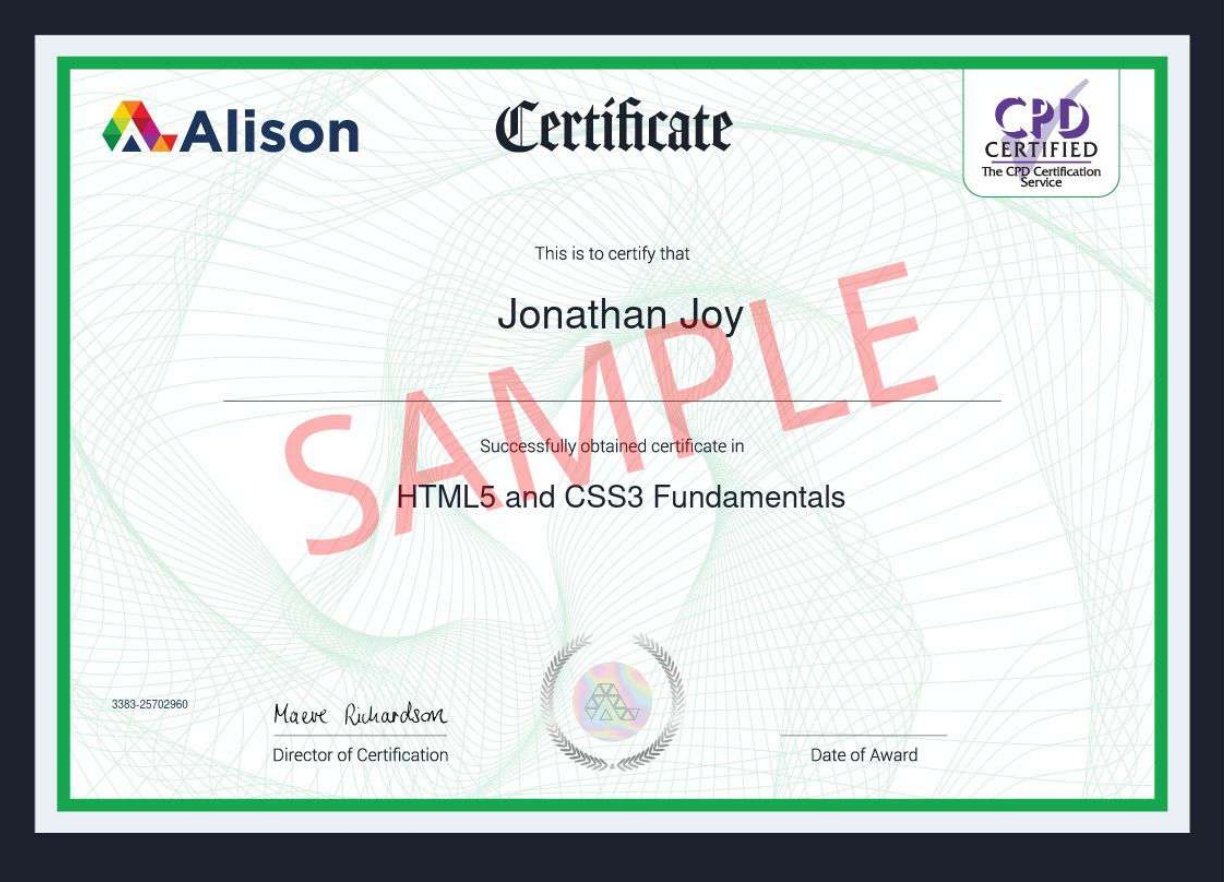 Alison
Certificate
CPD
CERTIFIED
The CPD Certification
Service
This is to certify that
Jonathan Joy
SAMPLE
Successfully obtained certificate in
HTML5 and CSS3 Fundamentals
3383-25702960
Maeve Richardson
Director of Certification
Date of Award